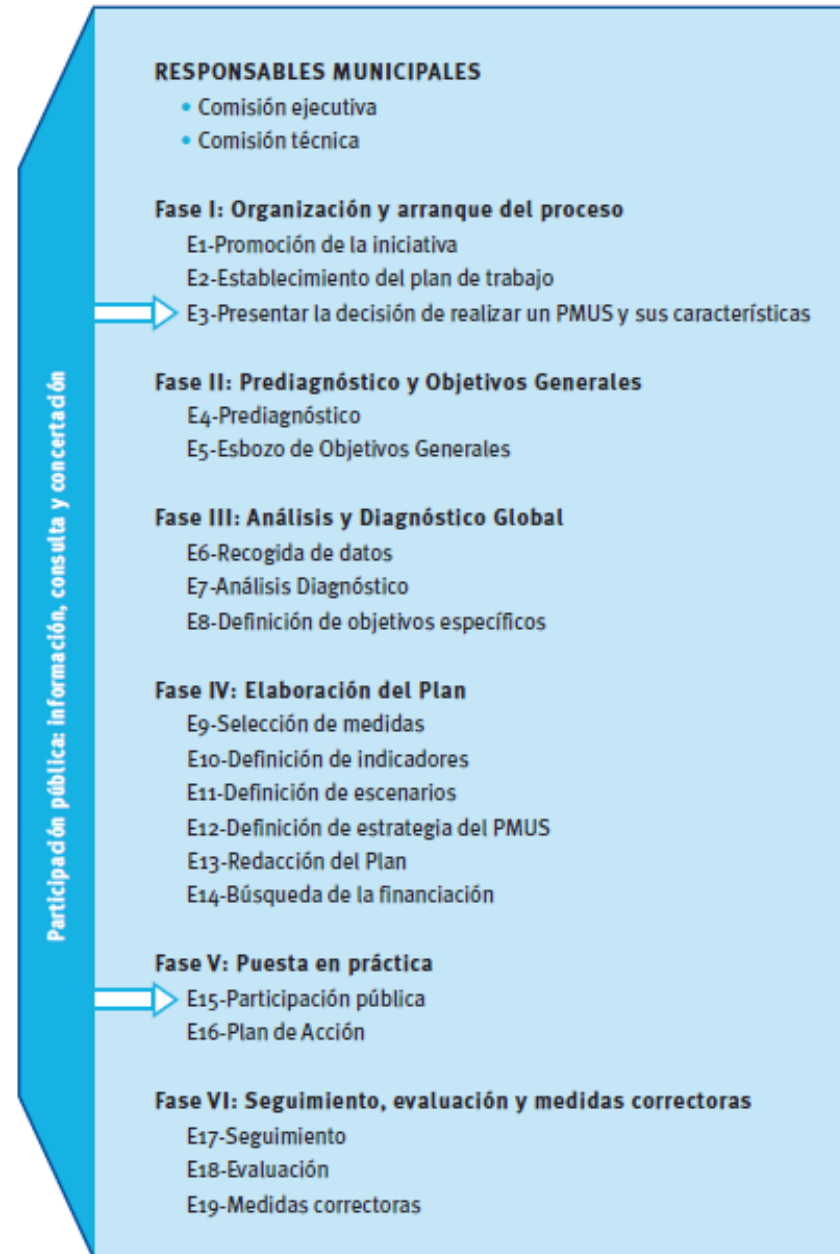 RESPONSABLES MUNICIPALES
• Comisión ejecutiva
• Comisión técnica
Fase I: Organización y arranque del proceso
E1-Promoción de la iniciativa
E2-Establecimiento del plan de trabajo
E3-Presentar la decisión de realizar un PMUS y sus características
Fase II: Prediagnóstico y Objetivos Generales
E4-Prediagnóstico
E5-Esbozo de Objetivos Generales
Fase III: Análisis y Diagnóstico Global
E6-Recogida de datos
E7-Análisis Diagnóstico
E8-Definición de objetivos específicos
Fase IV: Elaboración del Plan
E9-Selección de medidas
E10-Definición de indicadores
E11-Definición de escenarios
E12-Definición de estrategia del PMUS
E13-Redacción del Plan
E14-Búsqueda de la financiación
Fase V: Puesta en práctica
E15-Participación pública
E16-Plan de Acción
Fase VI: Seguimiento, evaluación y medidas correctoras
E17-Seguimiento
E18-Evaluación
E19-Medidas correctoras
Participación pública: información, consulta y concertación